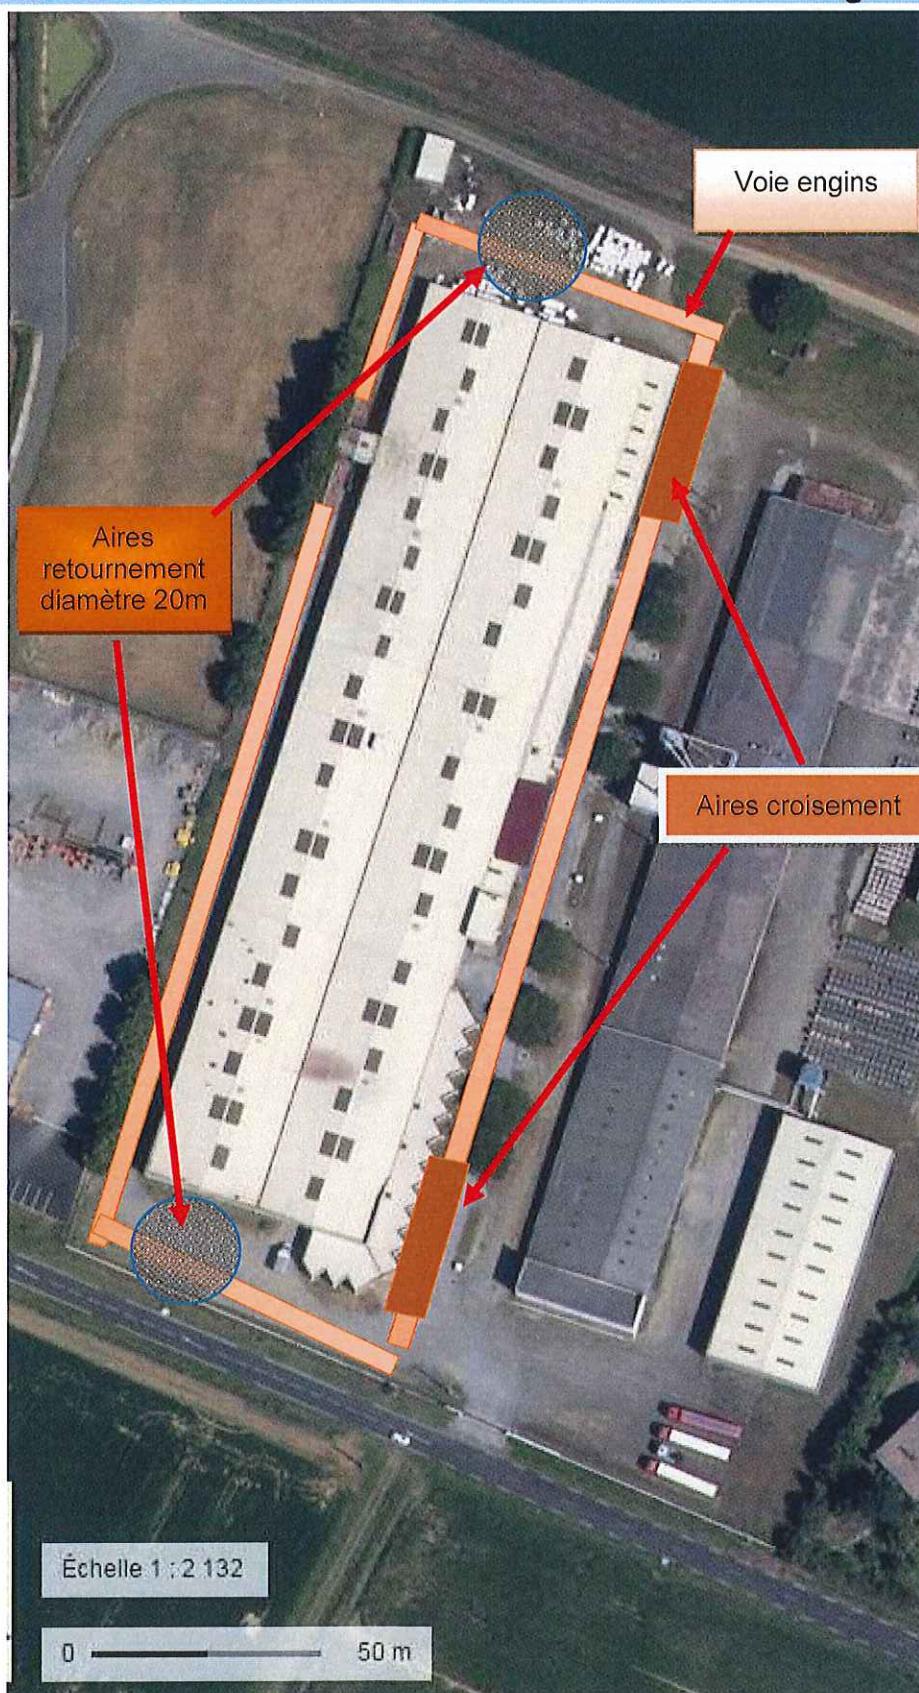 Voie engins
Aires
retournement
diamètre 20m
Aires croisement
Échelle 1 : 2 132
0 50 m